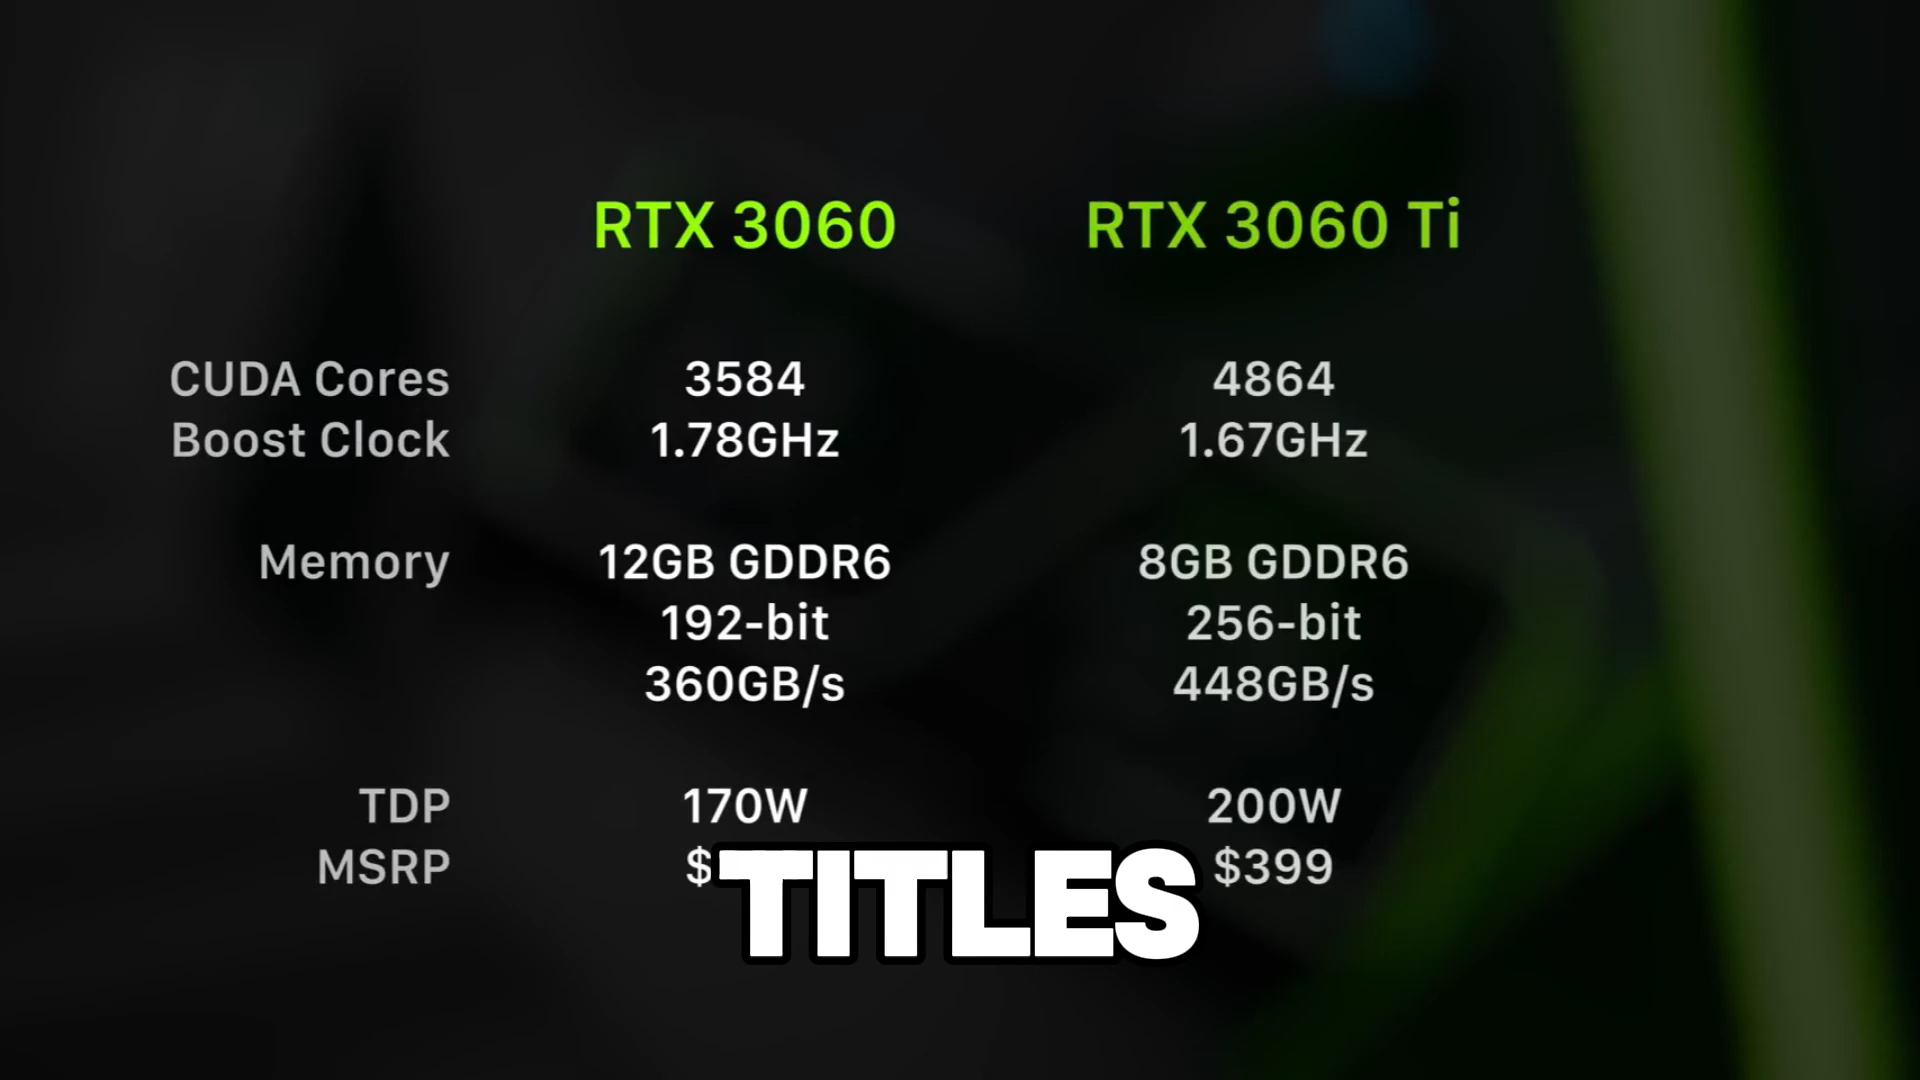 RTX 3060 RTX 3060 Ti
CUDA Cores 3584 4864
Boost Clock 1.78GHz 1.67GHz
Memory 12GB GDDR6 8GB GDDR6
192-bit 256-bit
360GB/s 448GB/s
TDP 170W 200W
MSRP $ $399
TITLES